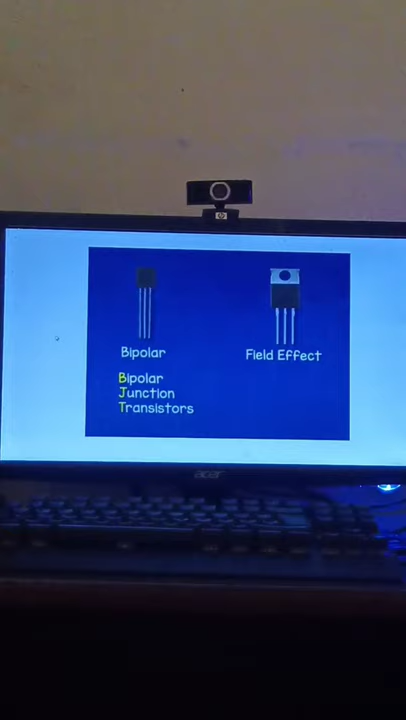 Bipolar
Field Effect
Bipolar
Junction
Transistors
acer